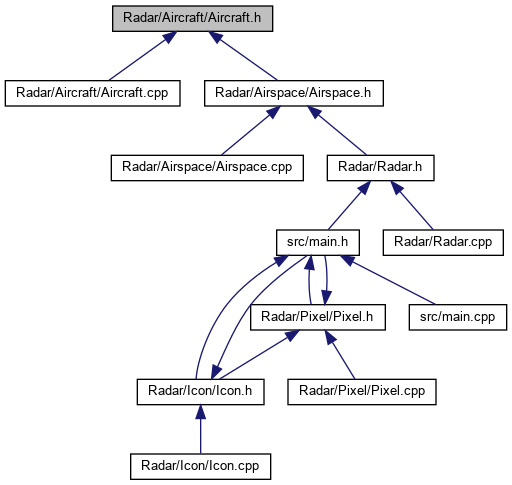 Radar/Aircraft/Aircraft.h
Radar/Aircraft/Aircraft.cpp
Radar/Airspace/Airspace.h
Radar/Airspace/Airspace.cpp
Radar/Radar.h
src/main.h
Radar/Radar.cpp
Radar/Pixel/Pixel.h
src/main.cpp
Radar/Icon/Icon.h
Radar/Pixel/Pixel.cpp
Radar/Icon/Icon.cpp